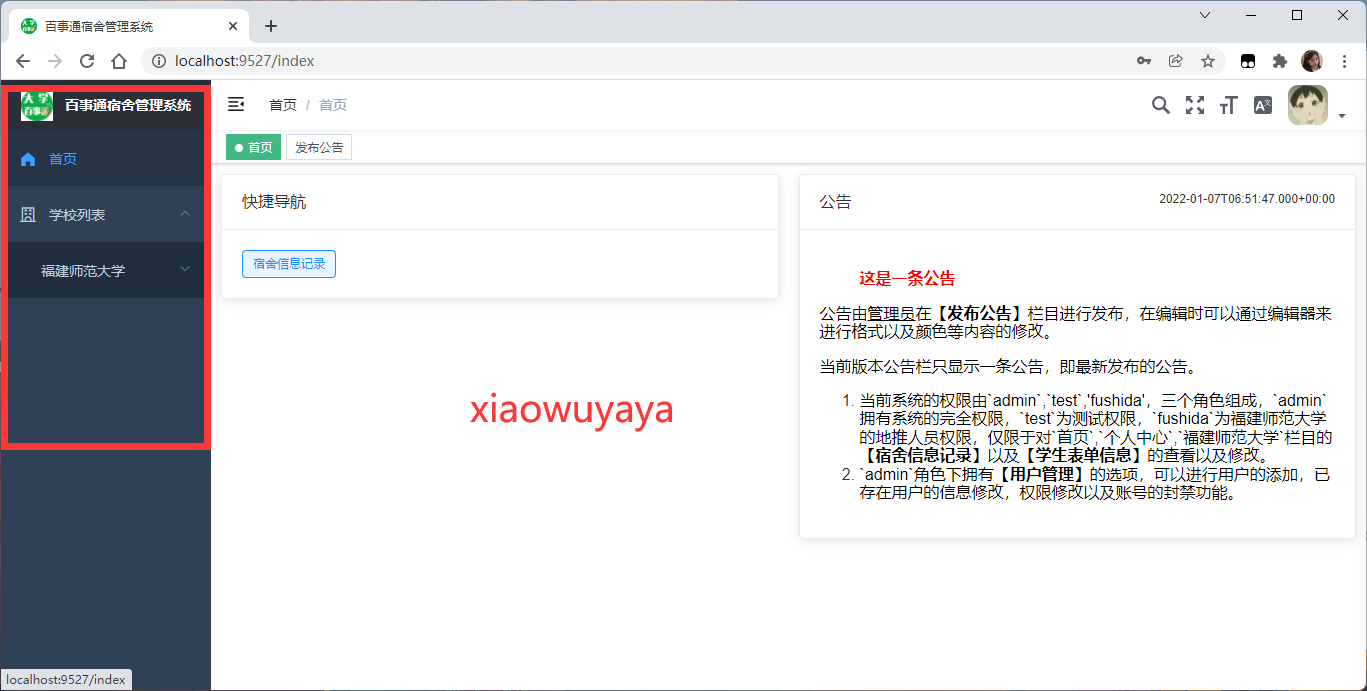 百事通宿舍管理系统
localhost:9527/index
大学
百事通
百事通宿舍管理系统
首页 / 首页
首页
学校列表
福建师范大学
首页
发布公告
快捷导航
宿舍信息记录
公告
2022-01-07T06:51:47.000+00:00
这是一条公告
公告由管理员在【发布公告】栏目进行发布，在编辑时可以通过编辑器来
进行格式以及颜色等内容的修改。
当前版本公告栏只显示一条公告，即最新发布的公告。
1. 当前系统的权限由`admin`,`test`,'fushida'，三个角色组成，`admin`
拥有系统的完全权限，`test`为测试权限，`fushida`为福建师范大学
的地推人员权限，仅限于对`首页`,`个人中心`,`福建师范大学`栏目的
【宿舍信息记录】以及【学生表单信息】的查看以及修改。
2. `admin`角色下拥有【用户管理】的选项，可以进行用户的添加，已
存在用户的信息修改，权限修改以及账号的封禁功能。
xiaowuyaya
localhost:9527/index